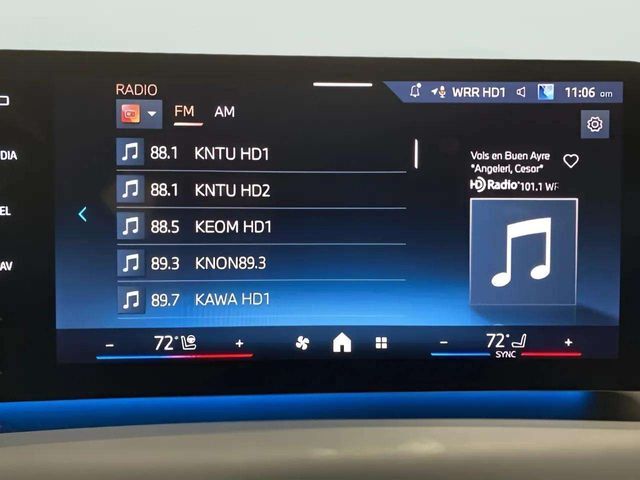 RADIO
WRR HD1
11:06 am
FM AM
DIA
88.1 KNTU HD1
88.1 KNTU HD2
88.5 KEOM HD1
89.3 KNON89.3
89.7 KAWA HD1
EL
AV
Vals en Buen Ayre
"Angeleri, Cesar"
HD Radio 101.1 WR
− 72° +
− 72° +
SYNC